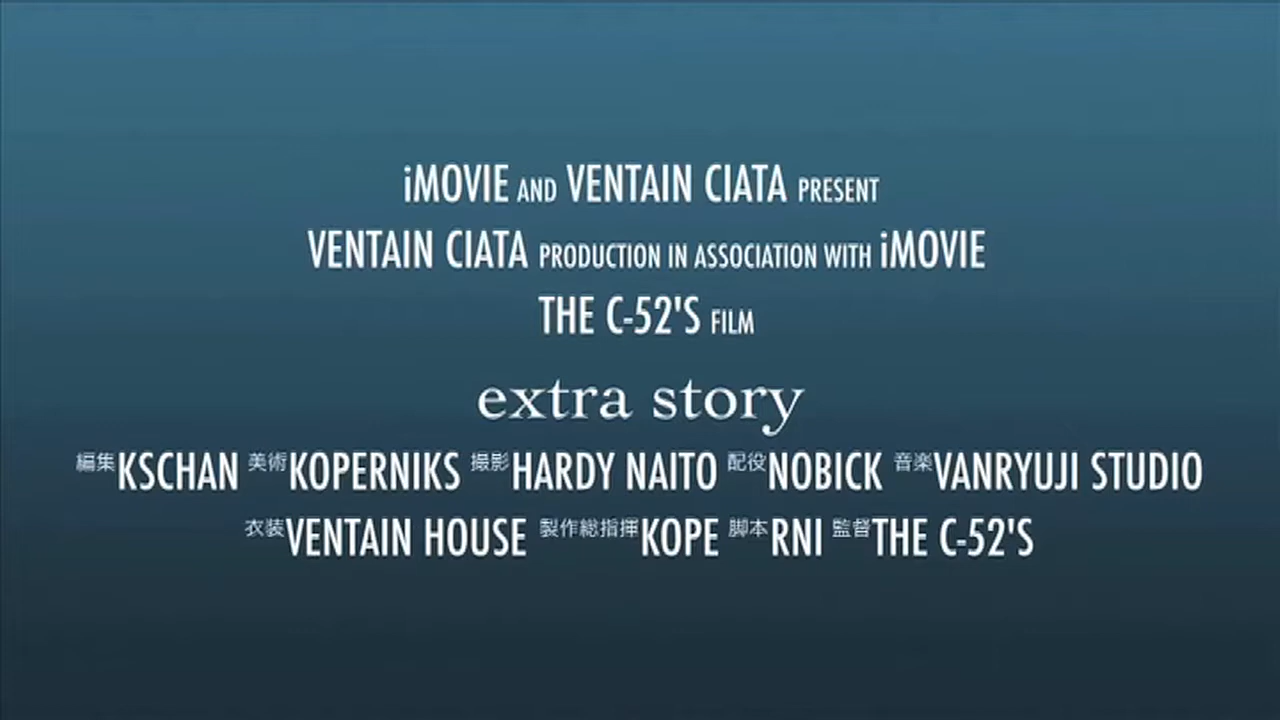 iMOVIE AND VENTAIN CIATA PRESENT
VENTAIN CIATA PRODUCTION IN ASSOCIATION WITH iMOVIE
THE C-52'S FILM
extra story
編集KSCHAN 美術KOPERNIKS 撮影HARDY NAITO 配役NOBICK 音楽VANRYUJI STUDIO
衣装VENTAIN HOUSE 製作総指揮KOPE 脚本RNI 監督THE C-52'S